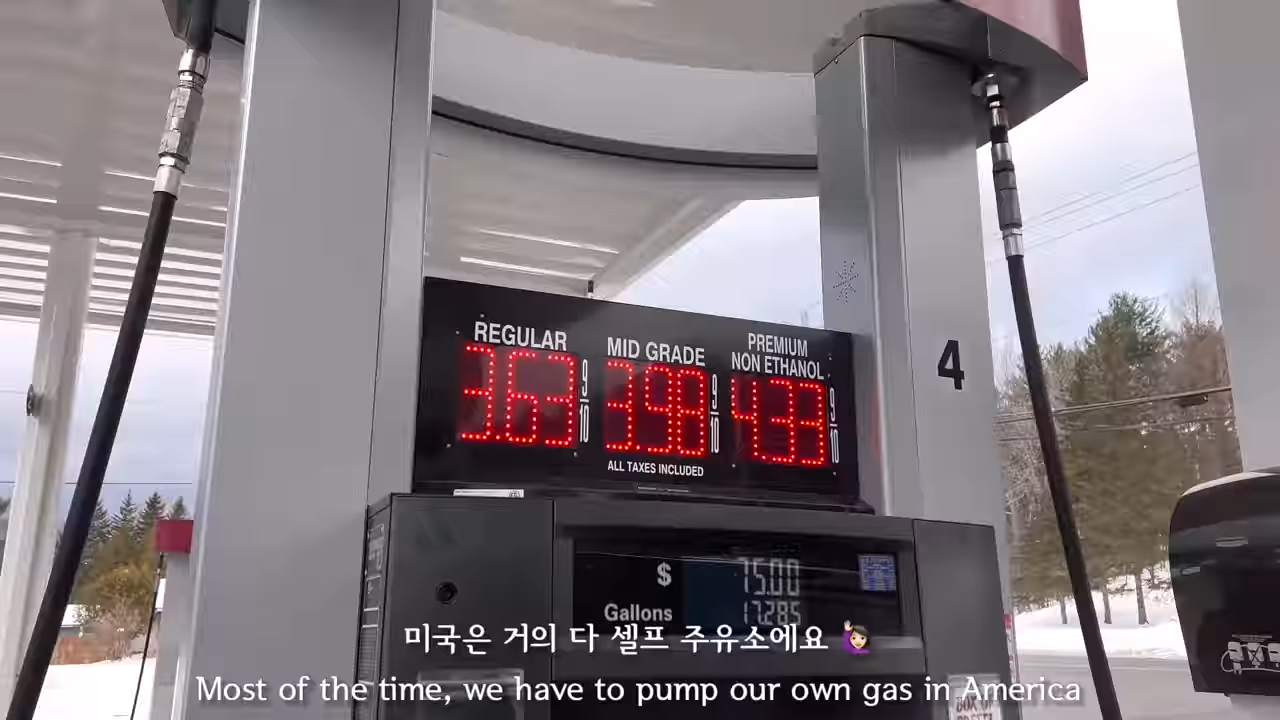 REGULAR
3.63 9/10
MID GRADE
3.98 9/10
PREMIUM
NON ETHANOL
4.33 9/10
ALL TAXES INCLUDED
4
$ 75.00
Gallons 17.285
미국은 거의 다 셀프 주유소에요 🙋🏻‍♀️
Most of the time, we have to pump our own gas in America